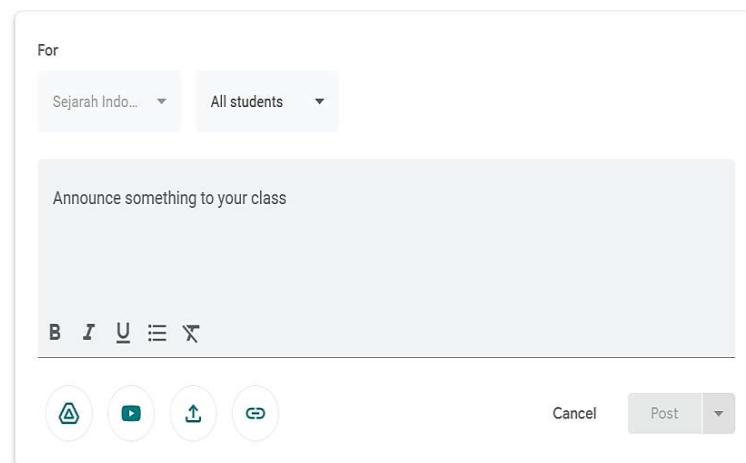 For
Sejarah Indo... All students
Announce something to your class
B I U
Cancel Post